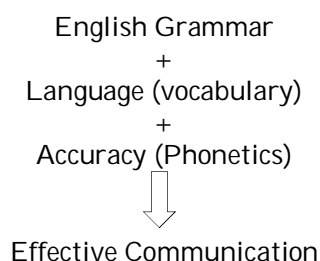 English Grammar
+
Language (vocabulary)
+
Accuracy (Phonetics)
Effective Communication